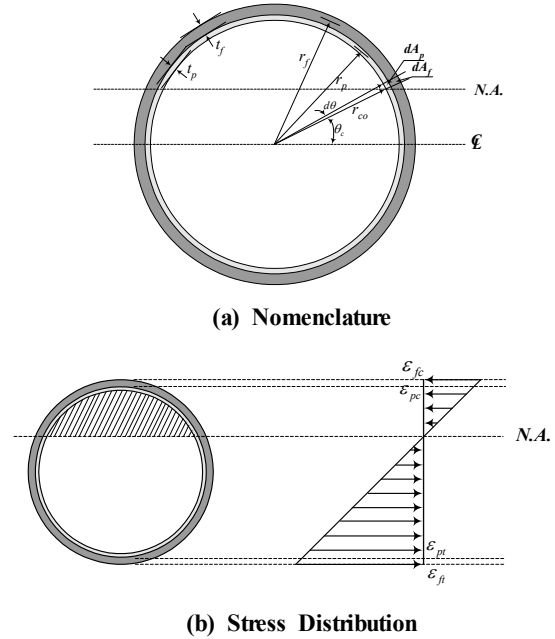 t_f
t_p
r_f
r_p
dA_p
dA_f
N.A.
dθ
r_co
θ_c
℄
(a) Nomenclature
ε_fc
ε_pc
N.A.
ε_pt
ε_ft
(b) Stress Distribution